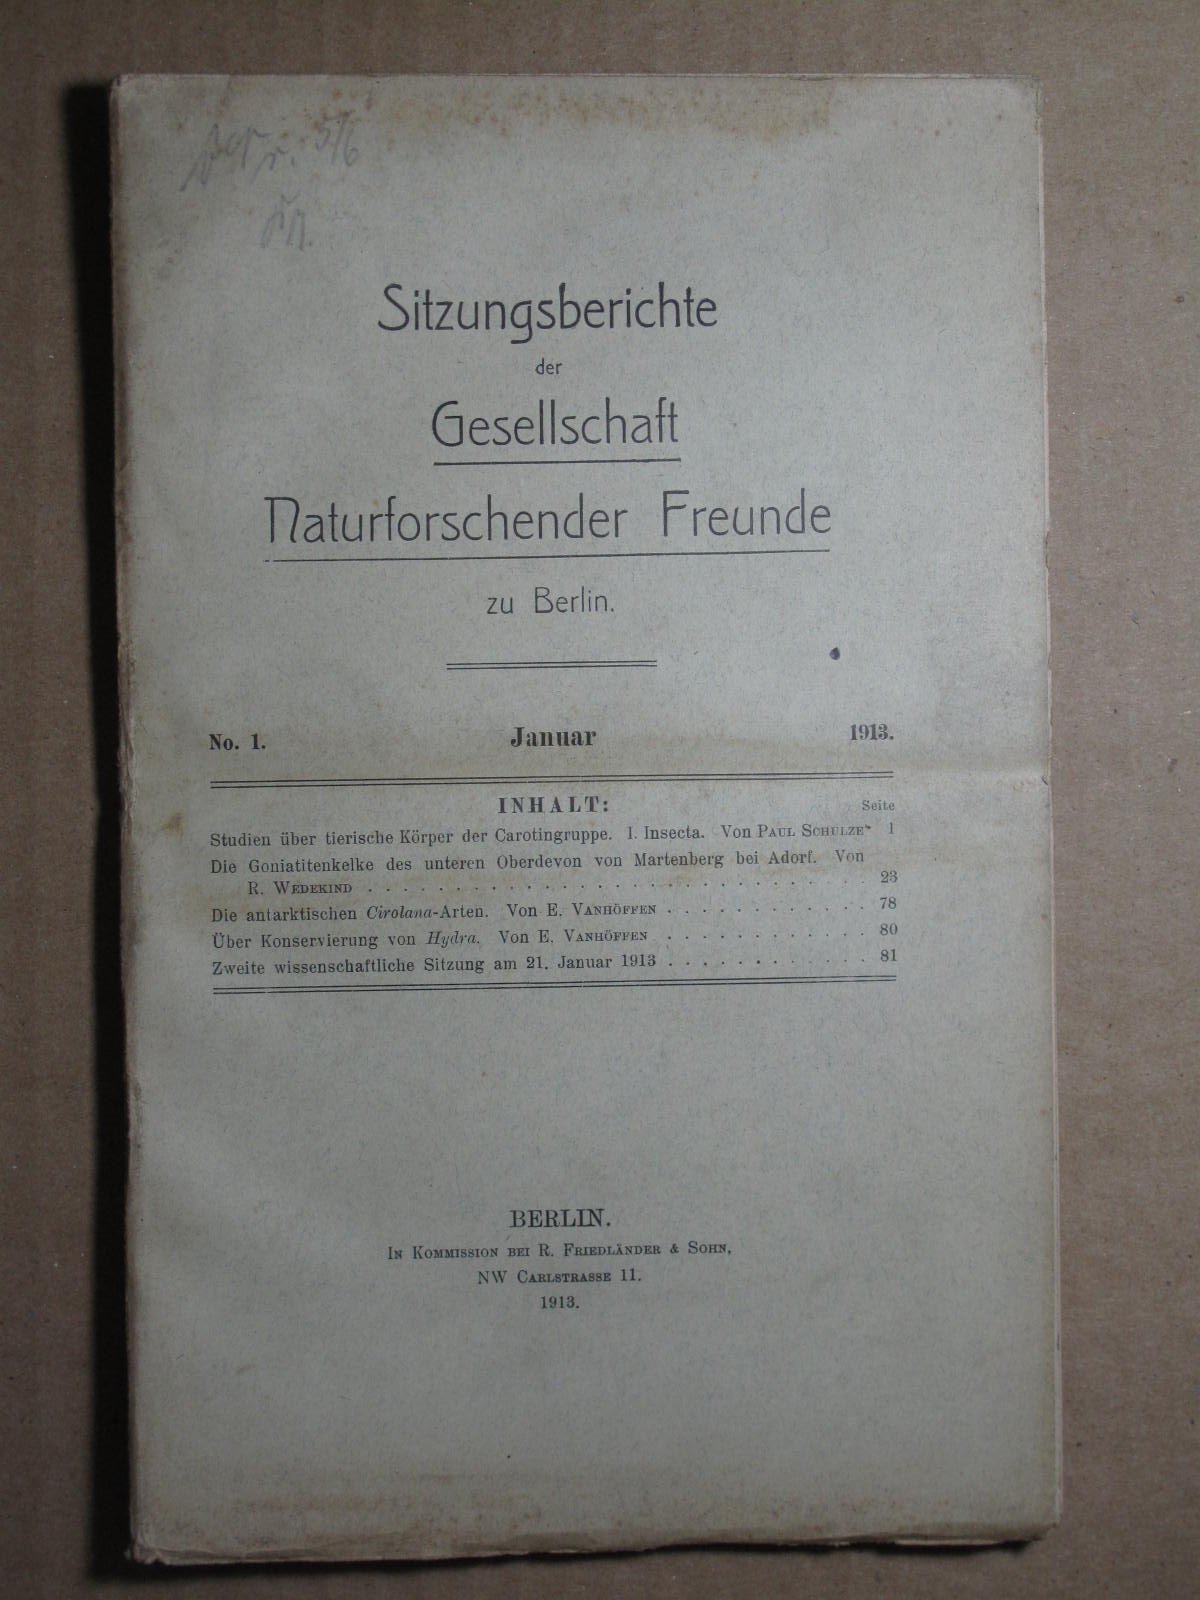 Sitzungsberichte
der
Gesellschaft
Naturforschender Freunde
zu Berlin.
No. 1. Januar 1913.
INHALT: Seite
Studien über tierische Körper der Carotingruppe. I. Insecta. Von PAUL SCHULZE 1
Die Goniatitenkelke des unteren Oberdevon von Martenberg bei Adorf. Von
R. WEDEKIND . . . . . . . . . . . . . . . . . . . . . . 23
Die antarktischen Cirolana-Arten. Von E. VANHÖFFEN . . . . . . . . . . . . 78
Über Konservierung von Hydra. Von E. VANHÖFFEN . . . . . . . . . . . . 80
Zweite wissenschaftliche Sitzung am 21. Januar 1913 . . . . . . . . . . . . 81
BERLIN.
IN KOMMISSION BEI R. FRIEDLÄNDER & SOHN,
NW CARLSTRASSE 11.
1913.